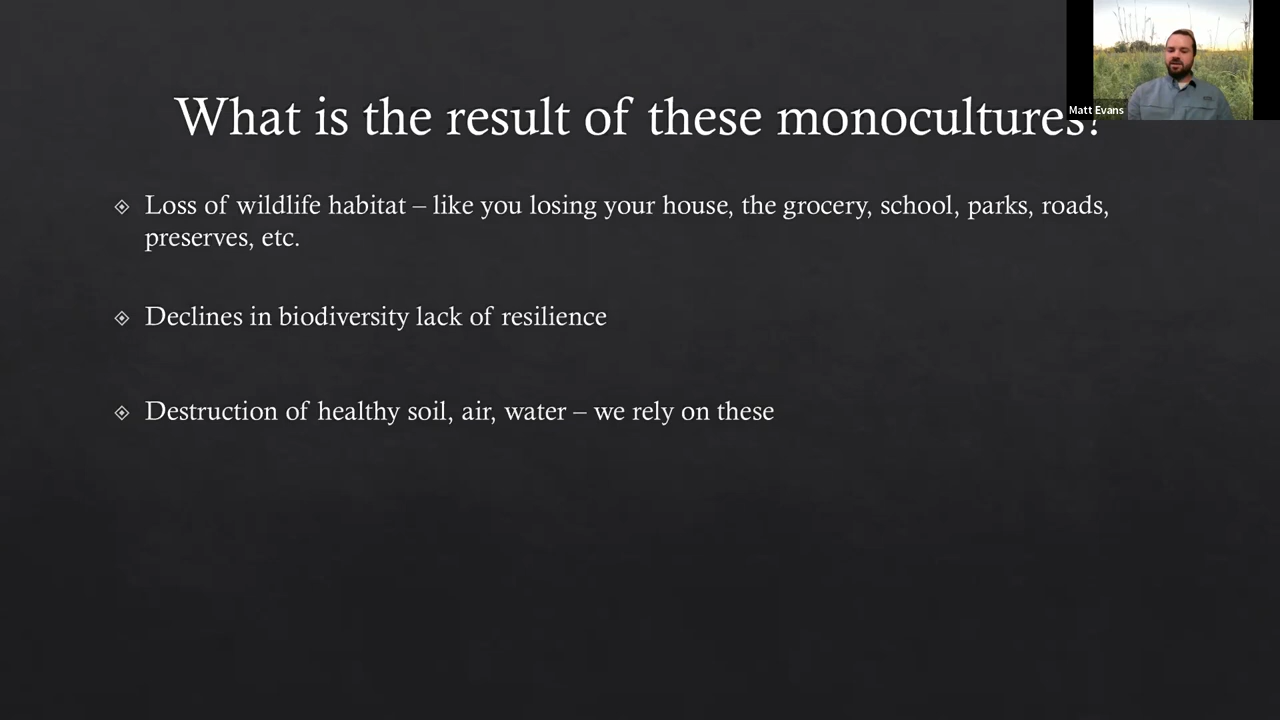 What is the result of these monocultures?
Matt Evans
Loss of wildlife habitat – like you losing your house, the grocery, school, parks, roads,
preserves, etc.
Declines in biodiversity lack of resilience
Destruction of healthy soil, air, water – we rely on these